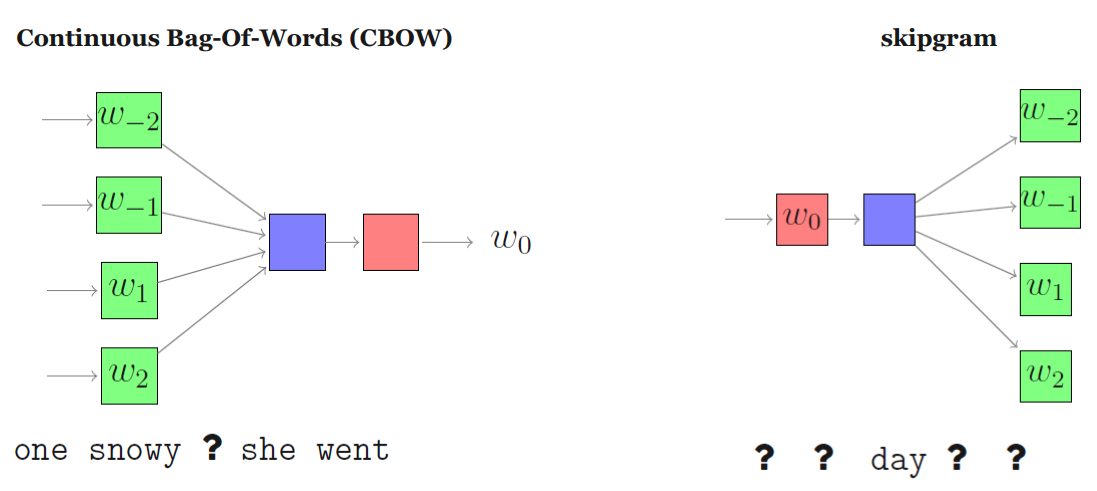 Continuous Bag-Of-Words (CBOW)
w₋₂
w₋₁
w₁
w₂
w₀
one snowy ? she went
skipgram
w₀
w₋₂
w₋₁
w₁
w₂
? ? day ? ?